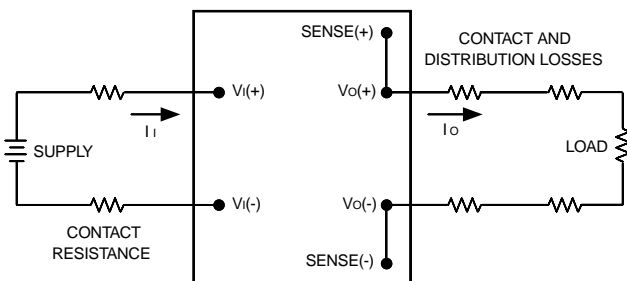 SENSE(+)
CONTACT AND
DISTRIBUTION LOSSES
VI(+)
VO(+)
II
IO
SUPPLY
LOAD
VI(-)
VO(-)
CONTACT
RESISTANCE
SENSE(-)